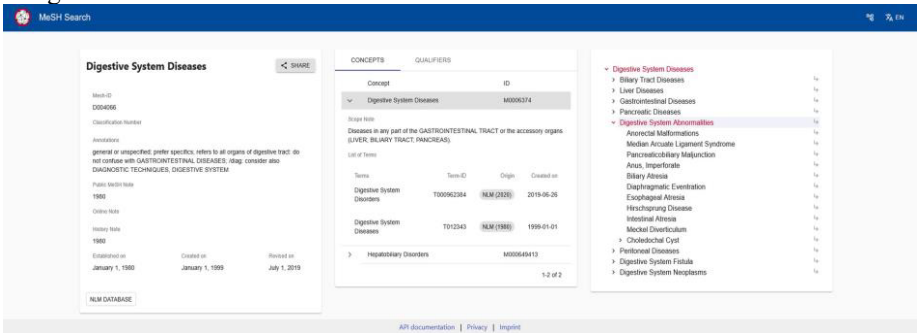 MeSH Search
EN
Digestive System Diseases
SHARE
Mesh-ID
D004066
Classification Number
Annotations
general or unspecified; prefer specifics; refers to all organs of digestive tract: do
not confuse with GASTROINTESTINAL DISEASES; /diag: consider also
DIAGNOSTIC TECHNIQUES, DIGESTIVE SYSTEM
Public MeSH Note
1980
Online Note
History Note
1980
Established on Created on Revised on
January 1, 1980 January 1, 1999 July 1, 2019
NLM DATABASE
CONCEPTS QUALIFIERS
Concept ID
Digestive System Diseases M0006374
Scope Note
Diseases in any part of the GASTROINTESTINAL TRACT or the accessory organs
(LIVER; BILIARY TRACT; PANCREAS).
List of Terms
Terms Term-ID Origin Created on
Digestive System
Disorders T000962384 NLM (2020) 2019-06-26
Digestive System
Diseases T012343 NLM (1980) 1999-01-01
Hepatobiliary Disorders M000649413
1-2 of 2
Digestive System Diseases
Biliary Tract Diseases
Liver Diseases
Gastrointestinal Diseases
Pancreatic Diseases
Digestive System Abnormalities
Anorectal Malformations
Median Arcuate Ligament Syndrome
Pancreaticobiliary Maljunction
Anus, Imperforate
Biliary Atresia
Diaphragmatic Eventration
Esophageal Atresia
Hirschsprung Disease
Intestinal Atresia
Meckel Diverticulum
Choledochal Cyst
Peritoneal Diseases
Digestive System Fistula
Digestive System Neoplasms
API documentation | Privacy | Imprint